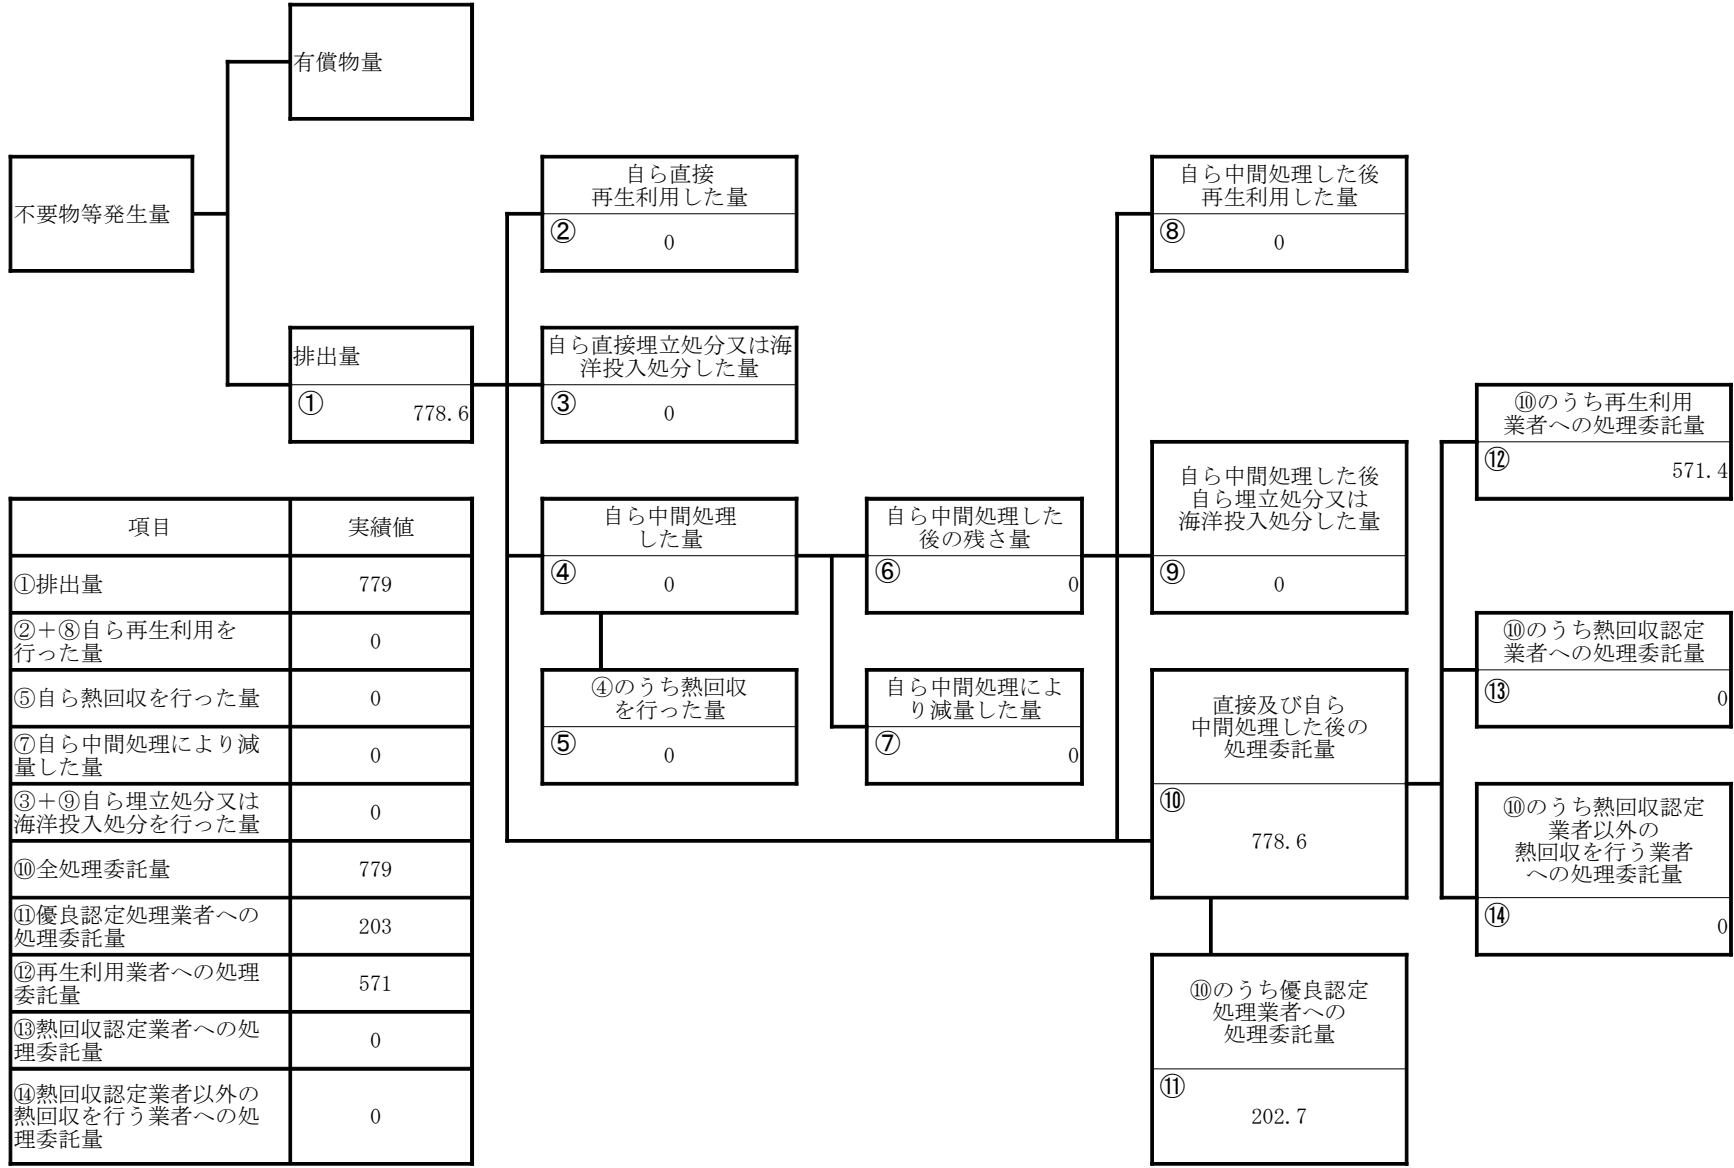 有償物量
不要物等発生量
自ら直接
再生利用した量
②
0
自ら中間処理した後
再生利用した量
⑧
0
排出量
①
778.6
自ら直接埋立処分又は海
洋投入処分した量
③
0
⑩のうち再生利用
業者への処理委託量
⑫
571.4
自ら中間処理した後
自ら埋立処分又は
海洋投入処分した量
⑨
0
自ら中間処理
した量
④
0
自ら中間処理した
後の残さ量
⑥
0
⑩のうち熱回収認定
業者への処理委託量
⑬
0
④のうち熱回収
を行った量
⑤
0
自ら中間処理によ
り減量した量
⑦
0
直接及び自ら
中間処理した後の
処理委託量
⑩
778.6
⑩のうち熱回収認定
業者以外の
熱回収を行う業者
への処理委託量
⑭
0
⑩のうち優良認定
処理業者への
処理委託量
⑪
202.7
項目 実績値
①排出量 779
②＋⑧自ら再生利用を
行った量 0
⑤自ら熱回収を行った量 0
⑦自ら中間処理により減
量した量 0
③＋⑨自ら埋立処分又は
海洋投入処分を行った量 0
⑩全処理委託量 779
⑪優良認定処理業者への
処理委託量 203
⑫再生利用業者への処理
委託量 571
⑬熱回収認定業者への処
理委託量 0
⑭熱回収認定業者以外の
熱回収を行う業者への処
理委託量 0